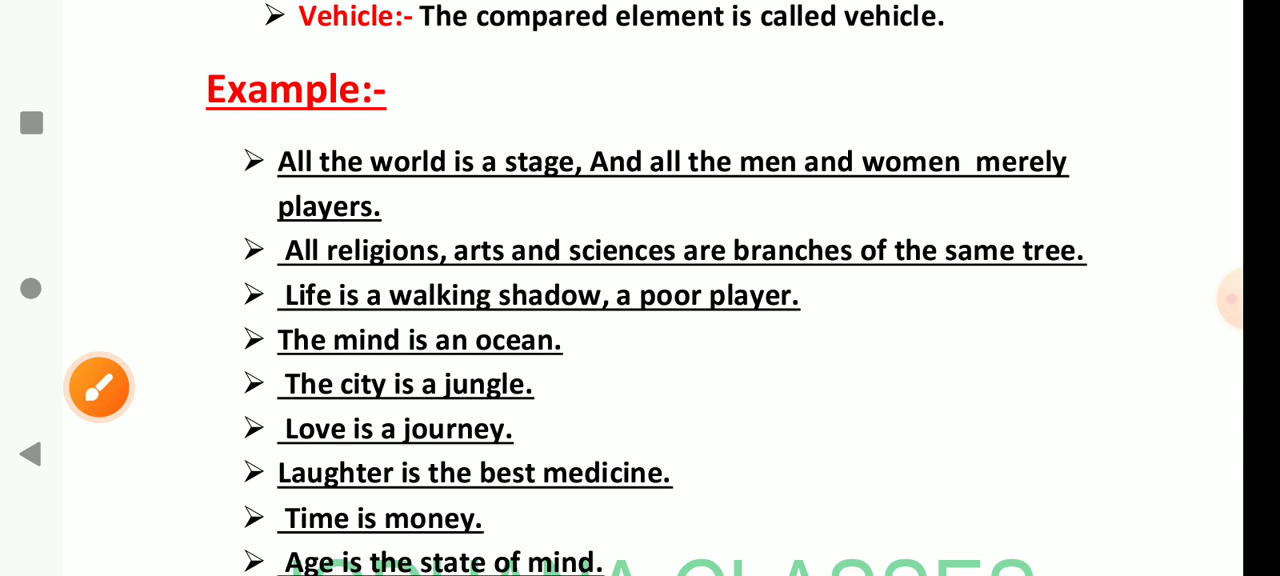 ➢ Vehicle:- The compared element is called vehicle.
Example:-
➢ All the world is a stage, And all the men and women merely
players.
➢ All religions, arts and sciences are branches of the same tree.
➢ Life is a walking shadow, a poor player.
➢ The mind is an ocean.
➢ The city is a jungle.
➢ Love is a journey.
➢ Laughter is the best medicine.
➢ Time is money.
➢ Age is the state of mind.
CLASSES